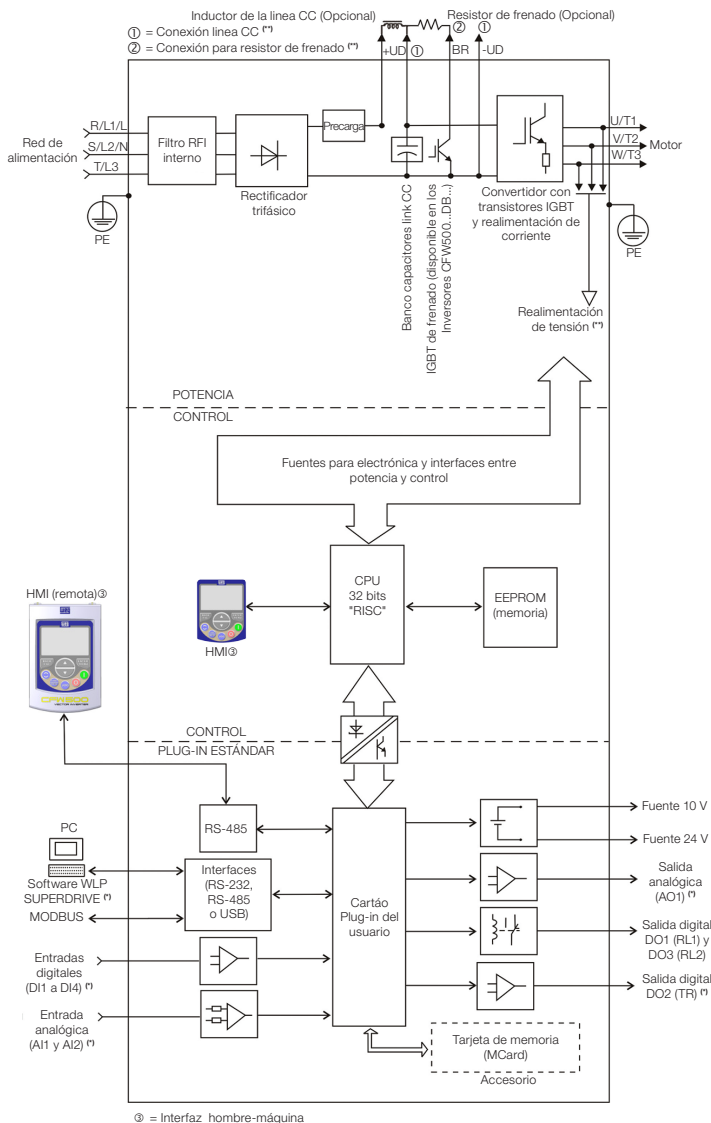 Inductor de la linea CC (Opcional)
Resistor de frenado (Opcional)
① = Conexión linea CC (**)
② = Conexión para resistor de frenado (**)
+UD ①
② BR
① -UD
Red de
alimentación
R/L1/L
S/L2/N
T/L3
PE
Filtro RFI
interno
Rectificador
trifásico
Precarga
Banco capacitores link CC
IGBT de frenado (disponible en los
Inversores CFW500...DB...)
Convertidor con
transistores IGBT
y realimentación de
corriente
U/T1
V/T2
W/T3
Motor
PE
Realimentación
de tensión (**)
POTENCIA
CONTROL
Fuentes para electrónica y interfaces entre
potencia y control
HMI (remota)③
CFW500
VECTOR INVERTER
HMI③
CPU
32 bits
"RISC"
EEPROM
(memoria)
CONTROL
PLUG-IN ESTÁNDAR
PC
Software WLP
SUPERDRIVE (*)
MODBUS
RS-485
Interfaces
(RS-232,
RS-485
o USB)
Entradas
digitales
(DI1 a DI4) (*)
Entrada
analógica
(AI1 y AI2) (*)
Cartáo
Plug-in del
usuario
Fuente 10 V
Fuente 24 V
Salida
analógica
(AO1) (*)
Salida digital
DO1 (RL1) y
DO3 (RL2)
Salida digital
DO2 (TR) (*)
Tarjeta de memoria
(MCard)
Accesorio
③ = Interfaz hombre-máquina